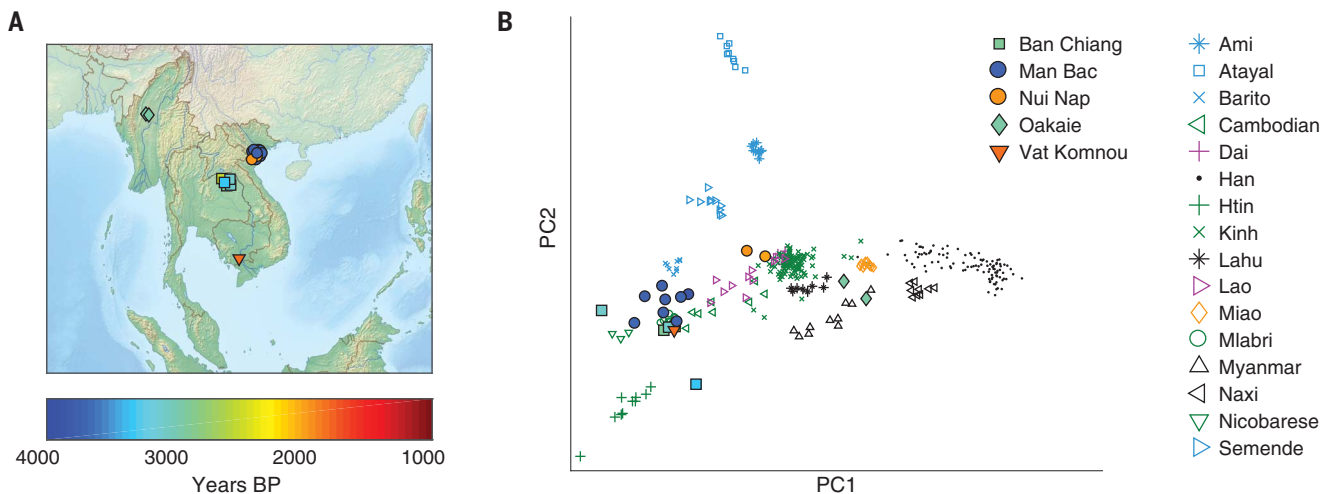 A
4000 3000 2000 1000
Years BP
B
PC2
PC1
Ban Chiang
Man Bac
Nui Nap
Oakaie
Vat Komnou
Ami
Atayal
Barito
Cambodian
Dai
Han
Htin
Kinh
Lahu
Lao
Miao
Mlabri
Myanmar
Naxi
Nicobarese
Semende